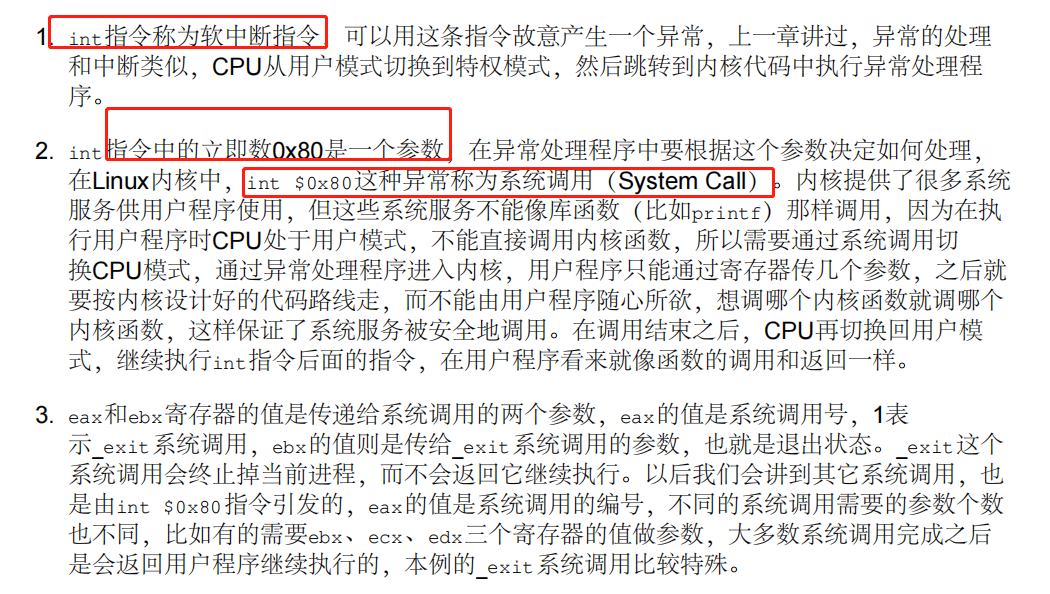 1. int指令称为软中断指令，可以用这条指令故意产生一个异常，上一章讲过，异常的处理
和中断类似，CPU从用户模式切换到特权模式，然后跳转到内核代码中执行异常处理程
序。
2. int指令中的立即数0x80是一个参数，在异常处理程序中要根据这个参数决定如何处理，
在Linux内核中，int $0x80这种异常称为系统调用（System Call）。内核提供了很多系统
服务供用户程序使用，但这些系统服务不能像库函数（比如printf）那样调用，因为在执
行用户程序时CPU处于用户模式，不能直接调用内核函数，所以需要通过系统调用切
换CPU模式，通过异常处理程序进入内核，用户程序只能通过寄存器传几个参数，之后就
要按内核设计好的代码路线走，而不能由用户程序随心所欲，想调哪个内核函数就调哪个
内核函数，这样保证了系统服务被安全地调用。在调用结束之后，CPU再切换回用户模
式，继续执行int指令后面的指令，在用户程序看来就像函数的调用和返回一样。
3. eax和ebx寄存器的值是传递给系统调用的两个参数，eax的值是系统调用号，1表
示_exit系统调用，ebx的值则是传给_exit系统调用的参数，也就是退出状态。_exit这个
系统调用会终止掉当前进程，而不会返回它继续执行。以后我们会讲到其它系统调用，也
是由int $0x80指令引发的，eax的值是系统调用的编号，不同的系统调用需要的参数个数
也不同，比如有的需要ebx、ecx、edx三个寄存器的值做参数，大多数系统调用完成之后
是会返回用户程序继续执行的，本例的_exit系统调用比较特殊。